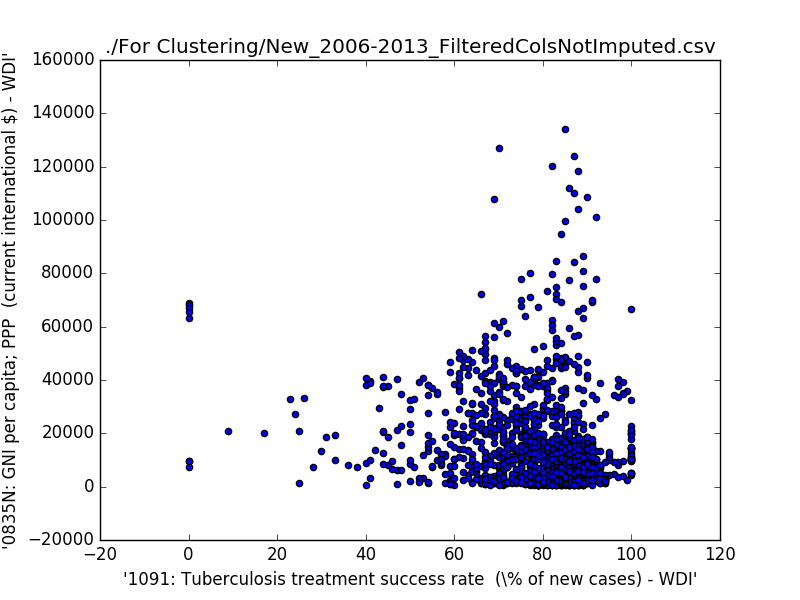 ./For Clustering/New_2006-2013_FilteredColsNotImputed.csv
'0835N: GNI per capita; PPP  (current international $) - WDI'
160000
140000
120000
100000
80000
60000
40000
20000
0
−20000
−20 0 20 40 60 80 100 120
'1091: Tuberculosis treatment success rate  (\% of new cases) - WDI'